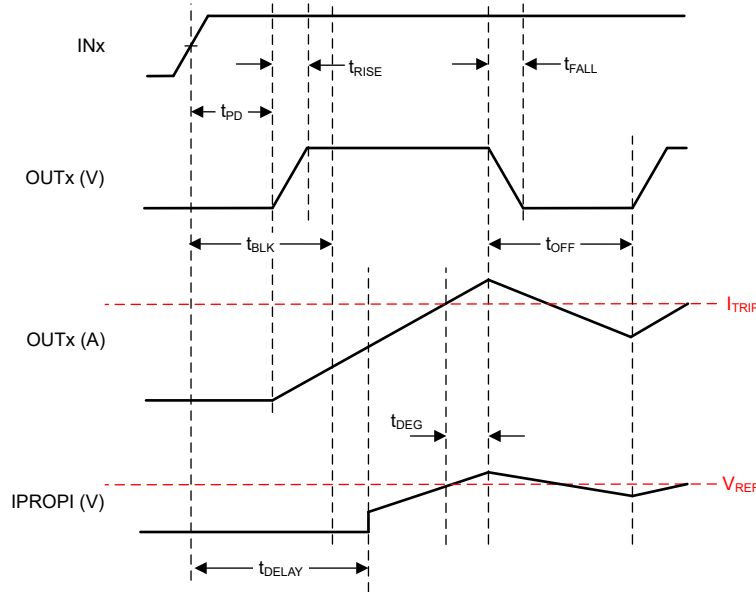 INx
tRISE
tFALL
tPD
OUTx (V)
tBLK
tOFF
ITRIP
OUTx (A)
tDEG
VREF
IPROPI (V)
tDELAY